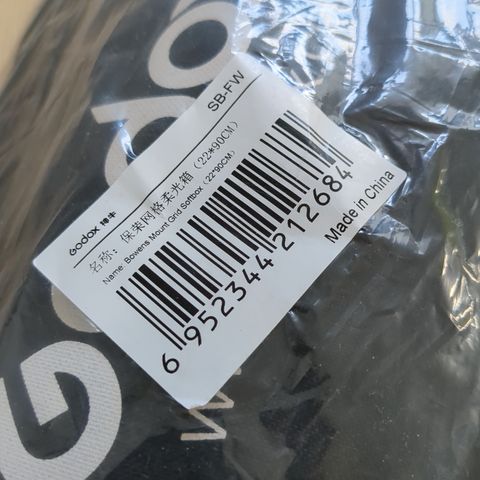 Godox 神牛
SB-FW
名称: 保荣网格柔光箱 (22*90CM)
Name: Bowens Mount Grid Softbox (22*90CM)
6 952344 212684
Made in China